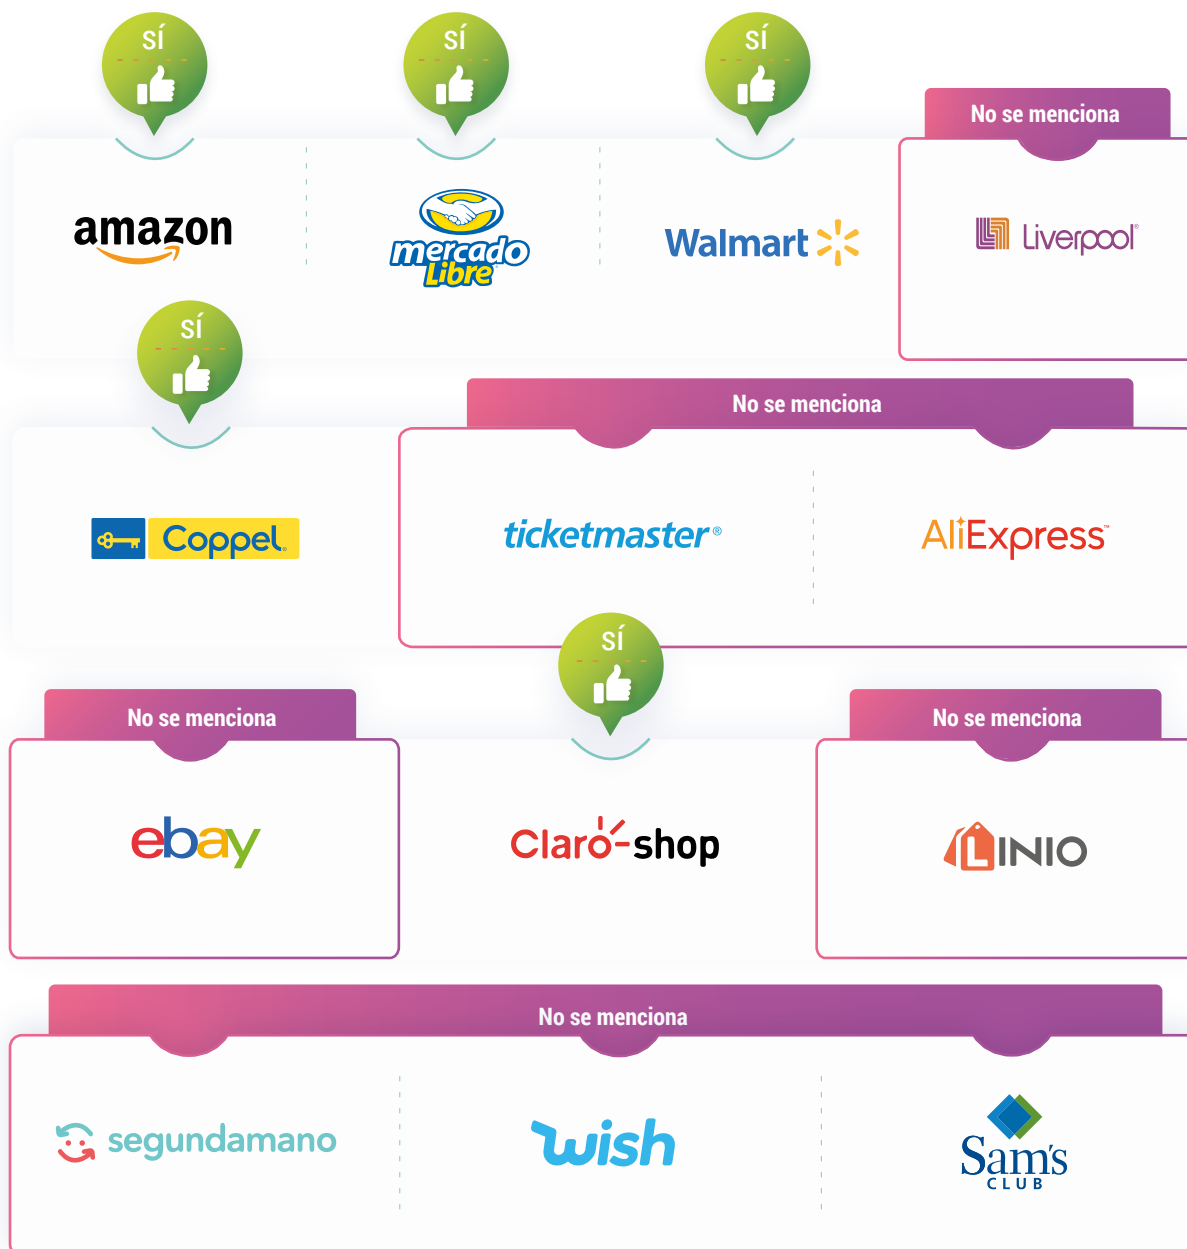 SÍ
SÍ
SÍ
No se menciona
amazon
mercado
Libre
Walmart
Liverpool®
SÍ
No se menciona
Coppel
ticketmaster®
AliExpress™
SÍ
No se menciona
No se menciona
ebay
Claro shop
LINIO
No se menciona
segundamano
wish
Sam's
CLUB